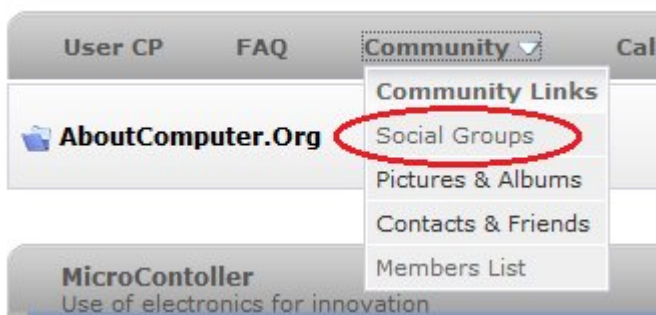 User CP FAQ Community Cal
Community Links
AboutComputer.Org Social Groups
Pictures & Albums
Contacts & Friends
MicroContoller Members List
Use of electronics for innovation